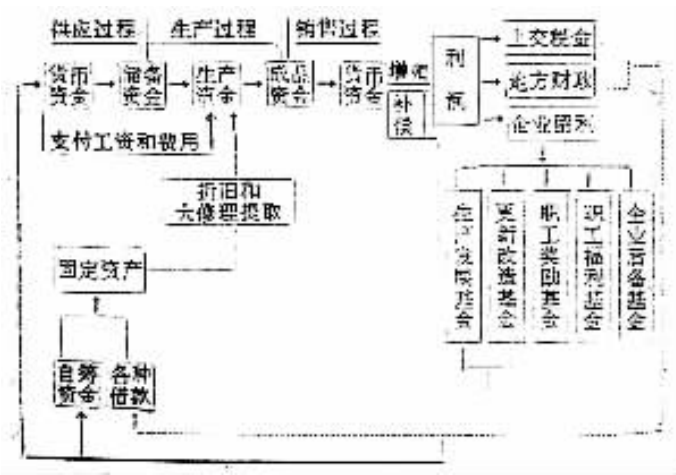 供应过程 生产过程 销售过程
货币资金
储备资金
生产资金
成品资金
货币资金
增值
补偿
利润
上交税金
地方财政
企业留利
支付工资和费用
折旧和
大修理提取
固定资产
自筹资金
各种借款
生产发展基金
更新改造基金
职工奖励基金
职工福利基金
企业后备基金